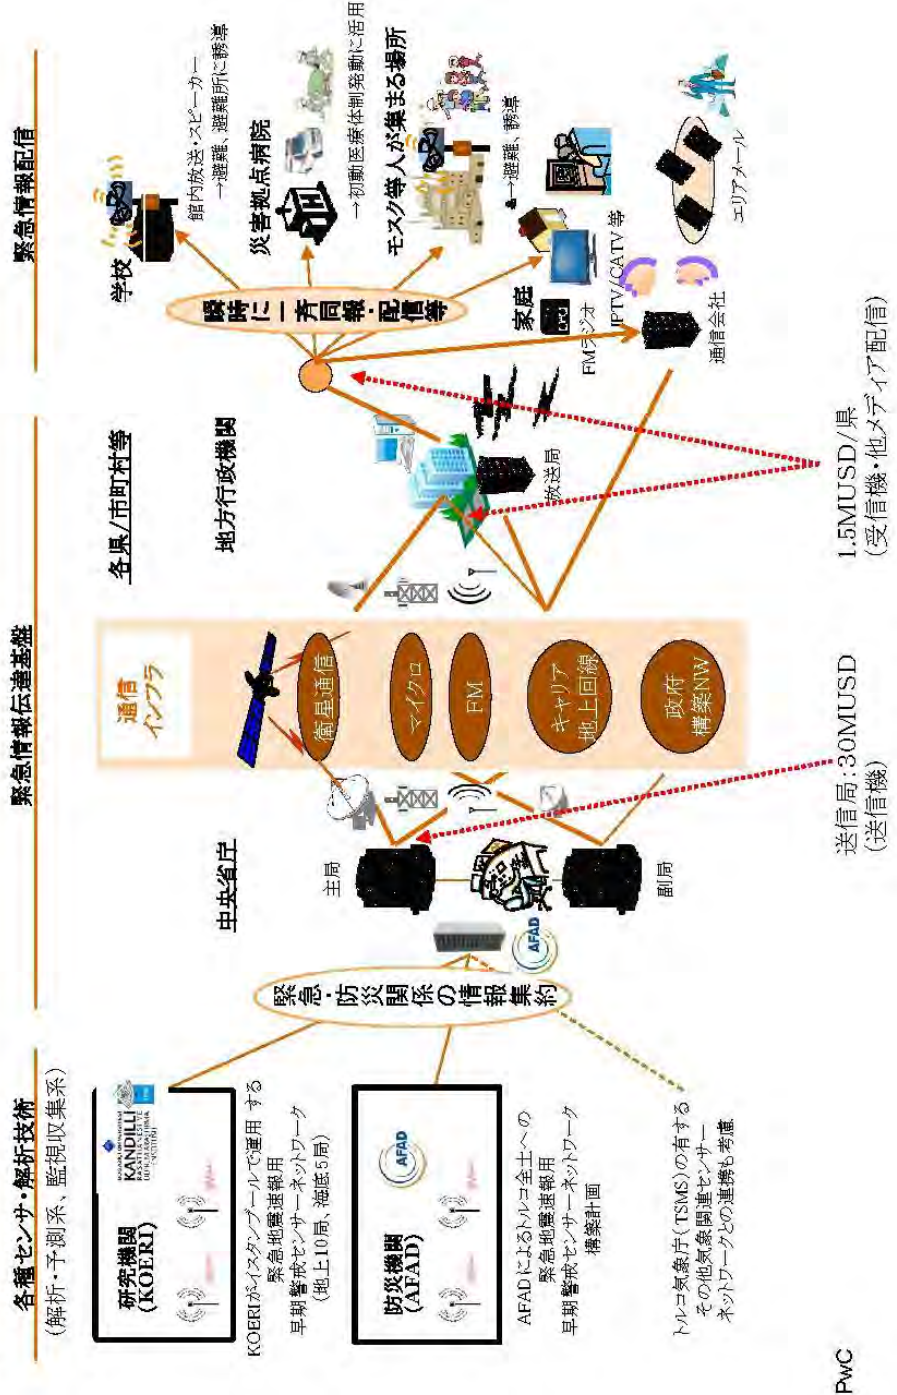 各種センサ・解析技術
(解析・予測系、監視収集系)
研究機関
(KOERI)
KANDILLI
KOERIがイスタンブールで運用する
緊急地震速報用
早期警戒センサーネットワーク
(地上10局、海底5局)
防災機関
(AFAD)
AFAD
AFADによるトルコ全土への
緊急地震速報用
早期警戒センサーネットワーク
構築計画
トルコ気象庁(TSMS)の有する
その他気象関連センサー
ネットワークとの連携も考慮
緊急情報伝達基盤
緊急・防災関係の情報集約
AFAD
中央省庁
主局
副局
通信
インフラ
衛星通信
マイクロ
FM
キャリア
地上回線
政府
構築NW
各県/市町村等
地方行政機関
放送局
送信局:30MUSD
(送信機)
1.5MUSD/県
(受信機・他メディア配信)
緊急情報配信
瞬時に一斉同報・配信等
学校
館内放送・スピーカー
→避難、避難所に誘導
災害拠点病院
→初動医療体制発動に活用
モスク等人が集まる場所
→避難、誘導
家庭
FMラジオ
IPTV/CATV等
通信会社
エリアメール
PwC